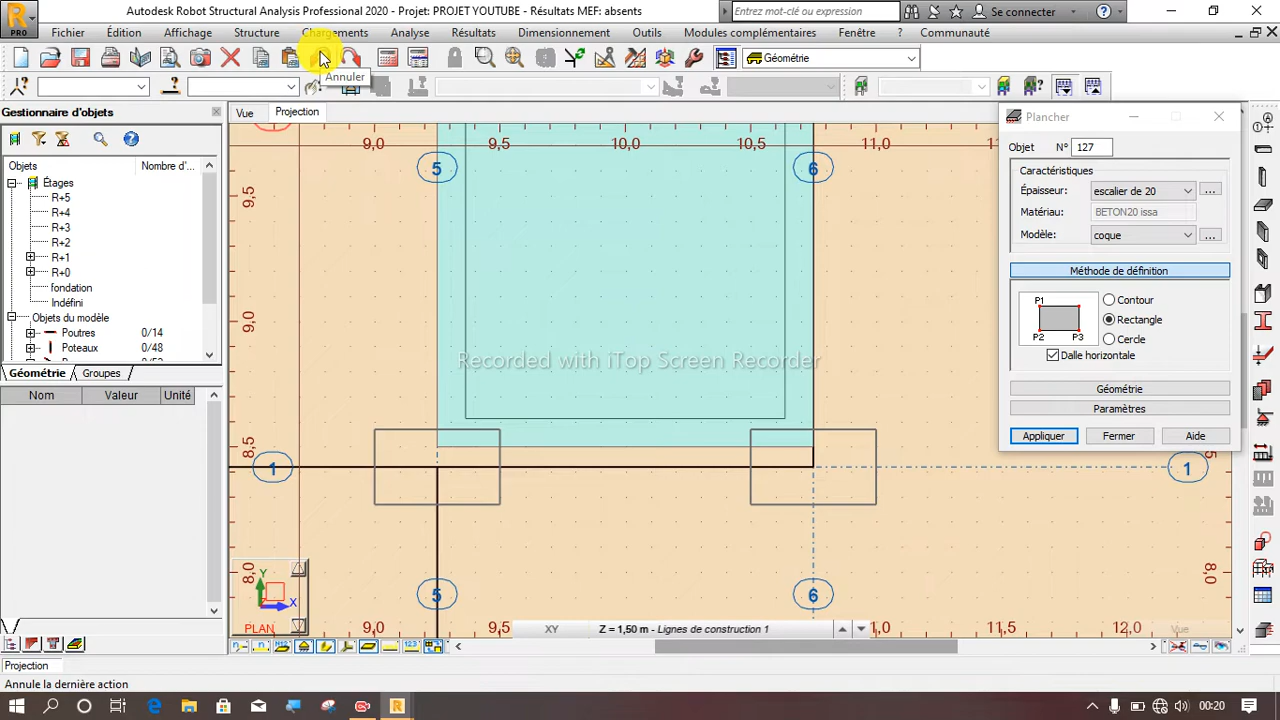 PRO
Autodesk Robot Structural Analysis Professional 2020 - Projet: PROJET YOUTUBE - Résultats MEF: absents
Entrez mot-clé ou expression
Se connecter
Fichier Édition Affichage Structure Chargements Analyse Résultats Dimensionnement Outils Modules complémentaires Fenêtre ? Communauté
Géométrie
Annuler
Gestionnaire d'objets
Objets Nombre d'...
Étages
R+5
R+4
R+3
R+2
R+1
R+0
fondation
Indéfini
Objets du modèle
Poutres 0/14
Poteaux 0/48
Géométrie Groupes
Nom Valeur Unité
Vue Projection
9,0 9,5 10,0 10,5 11,0
5 6
9,5
9,0
8,5
8,0
Recorded with iTop Screen Recorder
1 1
8,0
5 6
Y
X
Z
PLAN
9,0 9,5
XY Z = 1,50 m - Lignes de construction 1
11,5 12,0
Vue
Plancher
Objet N° 127
Caractéristiques
Épaisseur: escalier de 20 ...
Matériau: BETON20 issa
Modèle: coque ...
Méthode de définition
P1
P2 P3
Contour
Rectangle
Cercle
Dalle horizontale
Géométrie
Paramètres
Appliquer Fermer Aide
Projection
Annule la dernière action
00:20